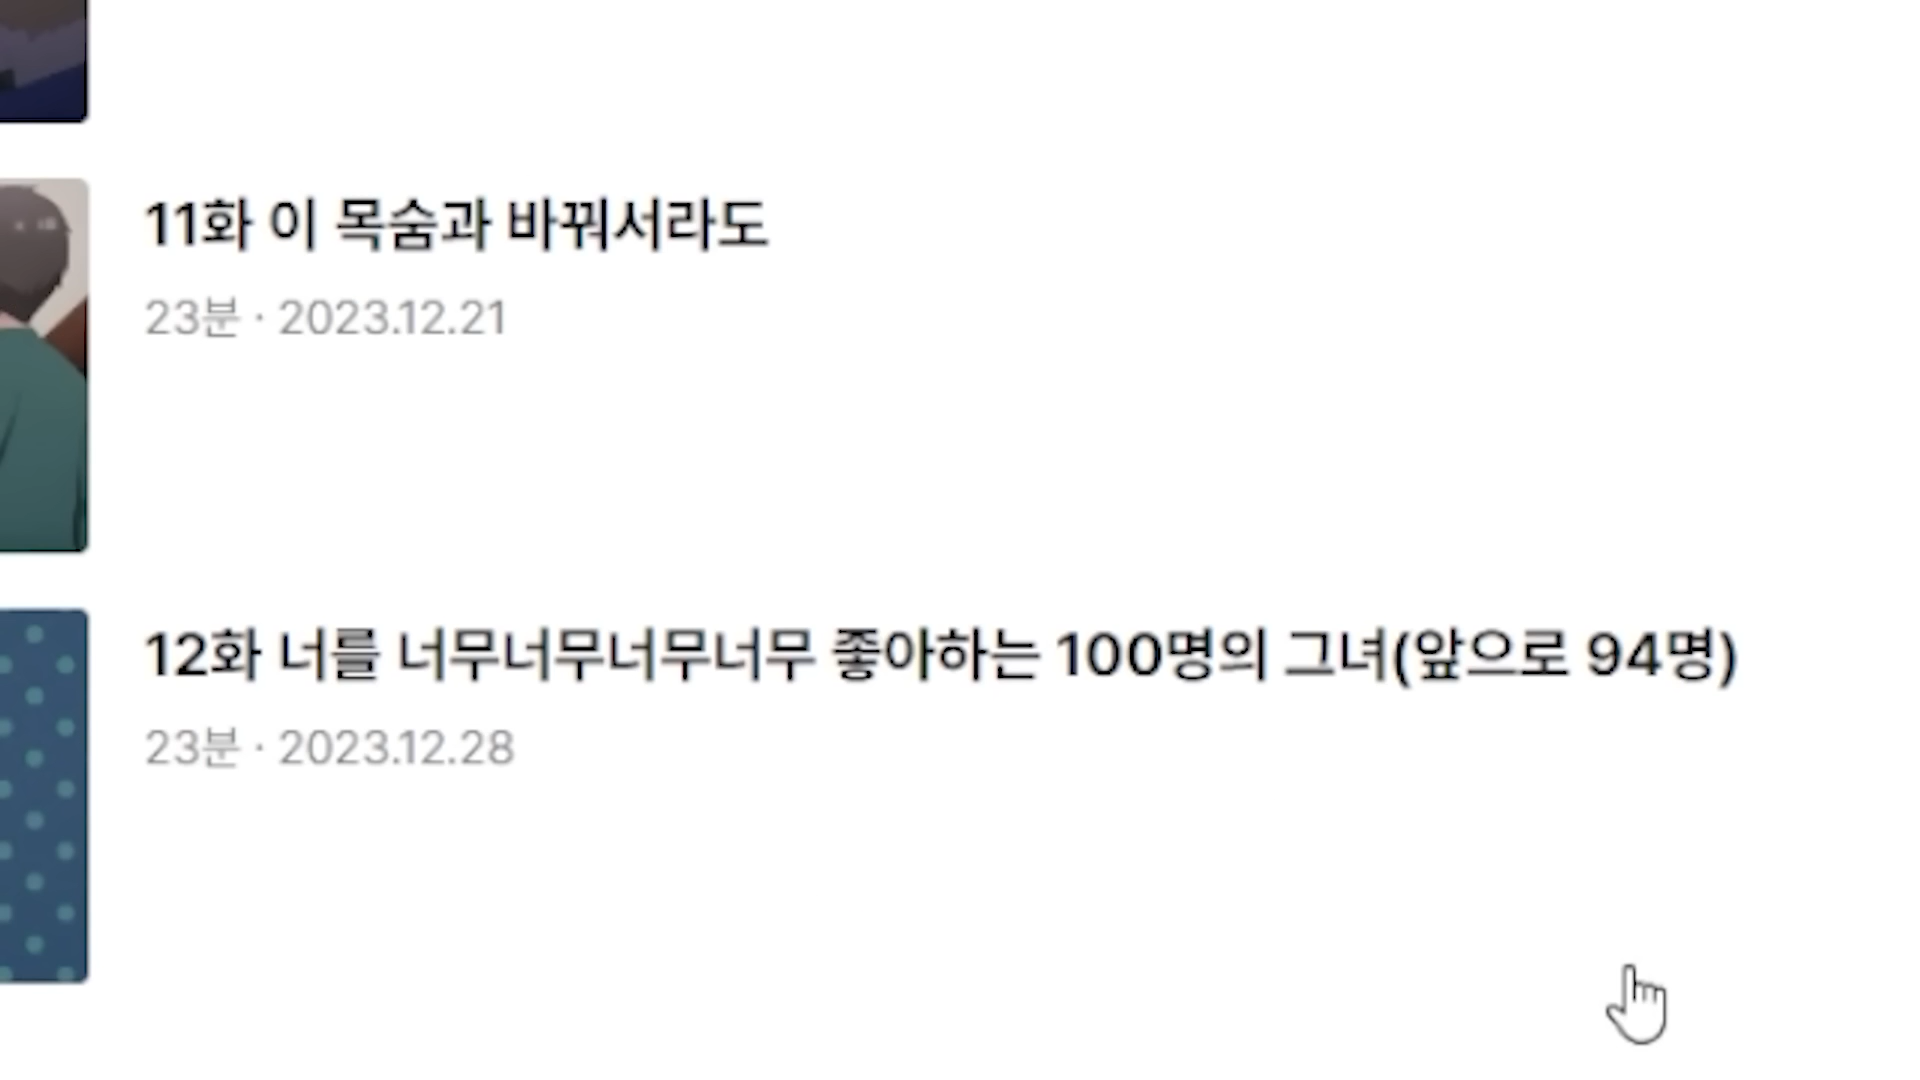 11화 이 목숨과 바꿔서라도
23분 · 2023.12.21
12화 너를 너무너무너무너무 좋아하는 100명의 그녀(앞으로 94명)
23분 · 2023.12.28